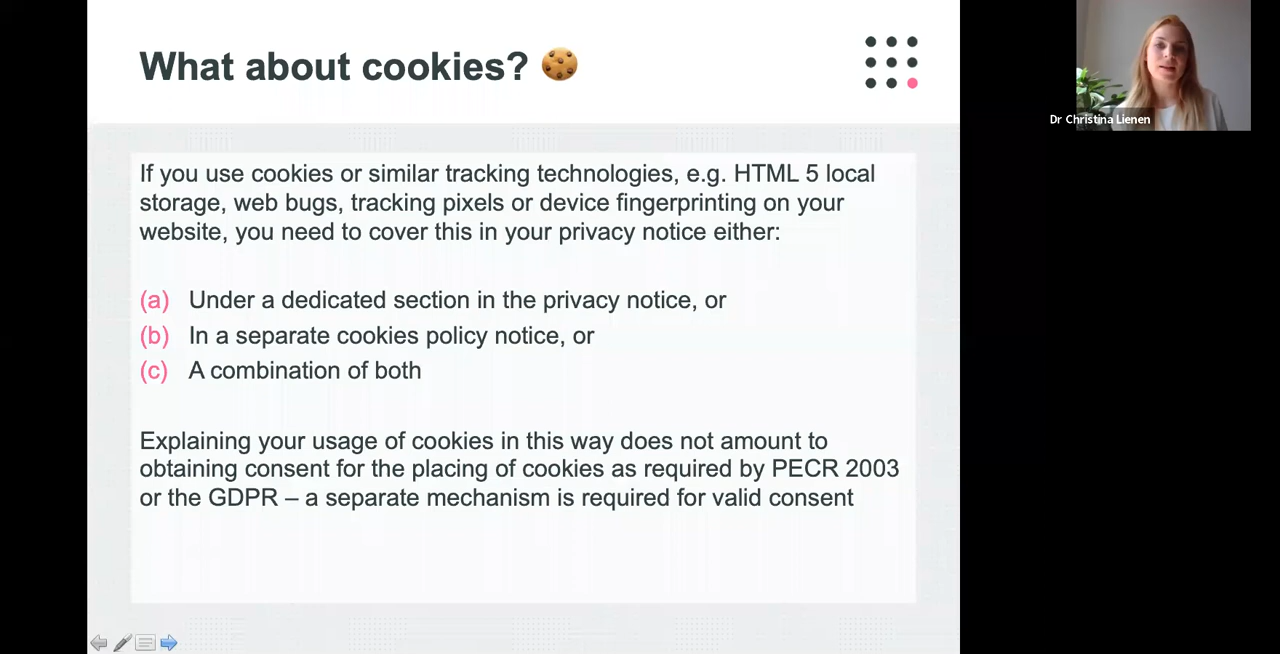 What about cookies?
Dr Christina Lienen
If you use cookies or similar tracking technologies, e.g. HTML 5 local
storage, web bugs, tracking pixels or device fingerprinting on your
website, you need to cover this in your privacy notice either:
(a) Under a dedicated section in the privacy notice, or
(b) In a separate cookies policy notice, or
(c) A combination of both
Explaining your usage of cookies in this way does not amount to
obtaining consent for the placing of cookies as required by PECR 2003
or the GDPR – a separate mechanism is required for valid consent